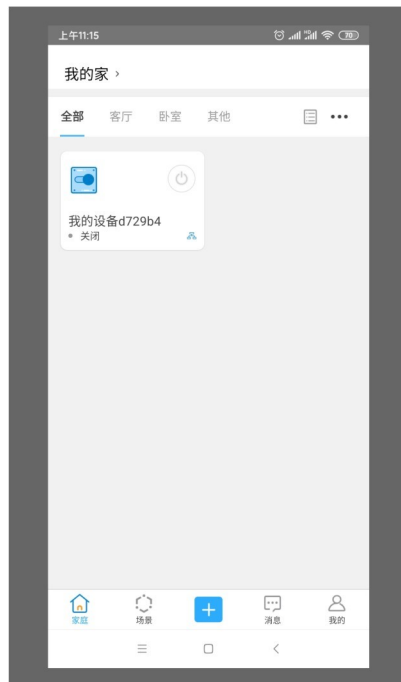 上午11:15
70
我的家
全部 客厅 卧室 其他
我的设备d729b4
关闭
家庭 场景 消息 我的